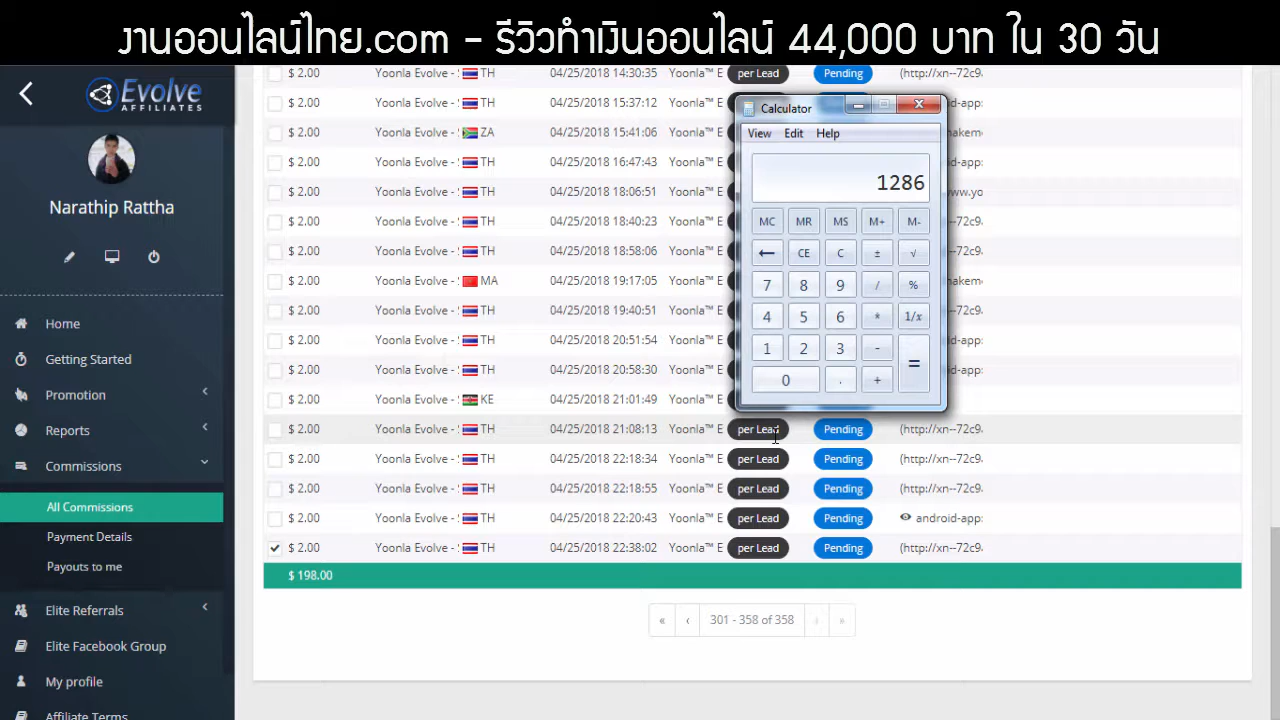 งานออนไลน์ไทย.com - รีวิวทำเงินออนไลน์ 44,000 บาท ใน 30 วัน
Evolve
AFFILIATES
Narathip Rattha
Home
Getting Started
Promotion
Reports
Commissions
All Commissions
Payment Details
Payouts to me
Elite Referrals
Elite Facebook Group
My profile
Affiliate Terms
$ 2.00 Yoonla Evolve - TH 04/25/2018 14:30:35 Yoonla™ E per Lead Pending (http://xn--72c9
$ 2.00 Yoonla Evolve - TH 04/25/2018 15:37:12 Yoonla™ E
$ 2.00 Yoonla Evolve - ZA 04/25/2018 15:41:06 Yoonla™ E
$ 2.00 Yoonla Evolve - TH 04/25/2018 16:47:43 Yoonla™ E
$ 2.00 Yoonla Evolve - TH 04/25/2018 18:06:51 Yoonla™ E
$ 2.00 Yoonla Evolve - TH 04/25/2018 18:40:23 Yoonla™ E
$ 2.00 Yoonla Evolve - TH 04/25/2018 18:58:06 Yoonla™ E
$ 2.00 Yoonla Evolve - MA 04/25/2018 19:17:05 Yoonla™ E
$ 2.00 Yoonla Evolve - TH 04/25/2018 19:40:51 Yoonla™ E
$ 2.00 Yoonla Evolve - TH 04/25/2018 20:51:54 Yoonla™ E
$ 2.00 Yoonla Evolve - TH 04/25/2018 20:58:30 Yoonla™ E
$ 2.00 Yoonla Evolve - KE 04/25/2018 21:01:49 Yoonla™ E
$ 2.00 Yoonla Evolve - TH 04/25/2018 21:08:13 Yoonla™ E per Lead Pending (http://xn--72c9
$ 2.00 Yoonla Evolve - TH 04/25/2018 22:18:34 Yoonla™ E per Lead Pending (http://xn--72c9
$ 2.00 Yoonla Evolve - TH 04/25/2018 22:18:55 Yoonla™ E per Lead Pending (http://xn--72c9
$ 2.00 Yoonla Evolve - TH 04/25/2018 22:20:43 Yoonla™ E per Lead Pending android-app:
$ 2.00 Yoonla Evolve - TH 04/25/2018 22:38:02 Yoonla™ E per Lead Pending (http://xn--72c9
$ 198.00
« ‹ 301 - 358 of 358 › »
Calculator
View Edit Help
1286
MC MR MS M+ M-
← CE C ± √
7 8 9 / %
4 5 6 * 1/x
1 2 3 - =
0 . +